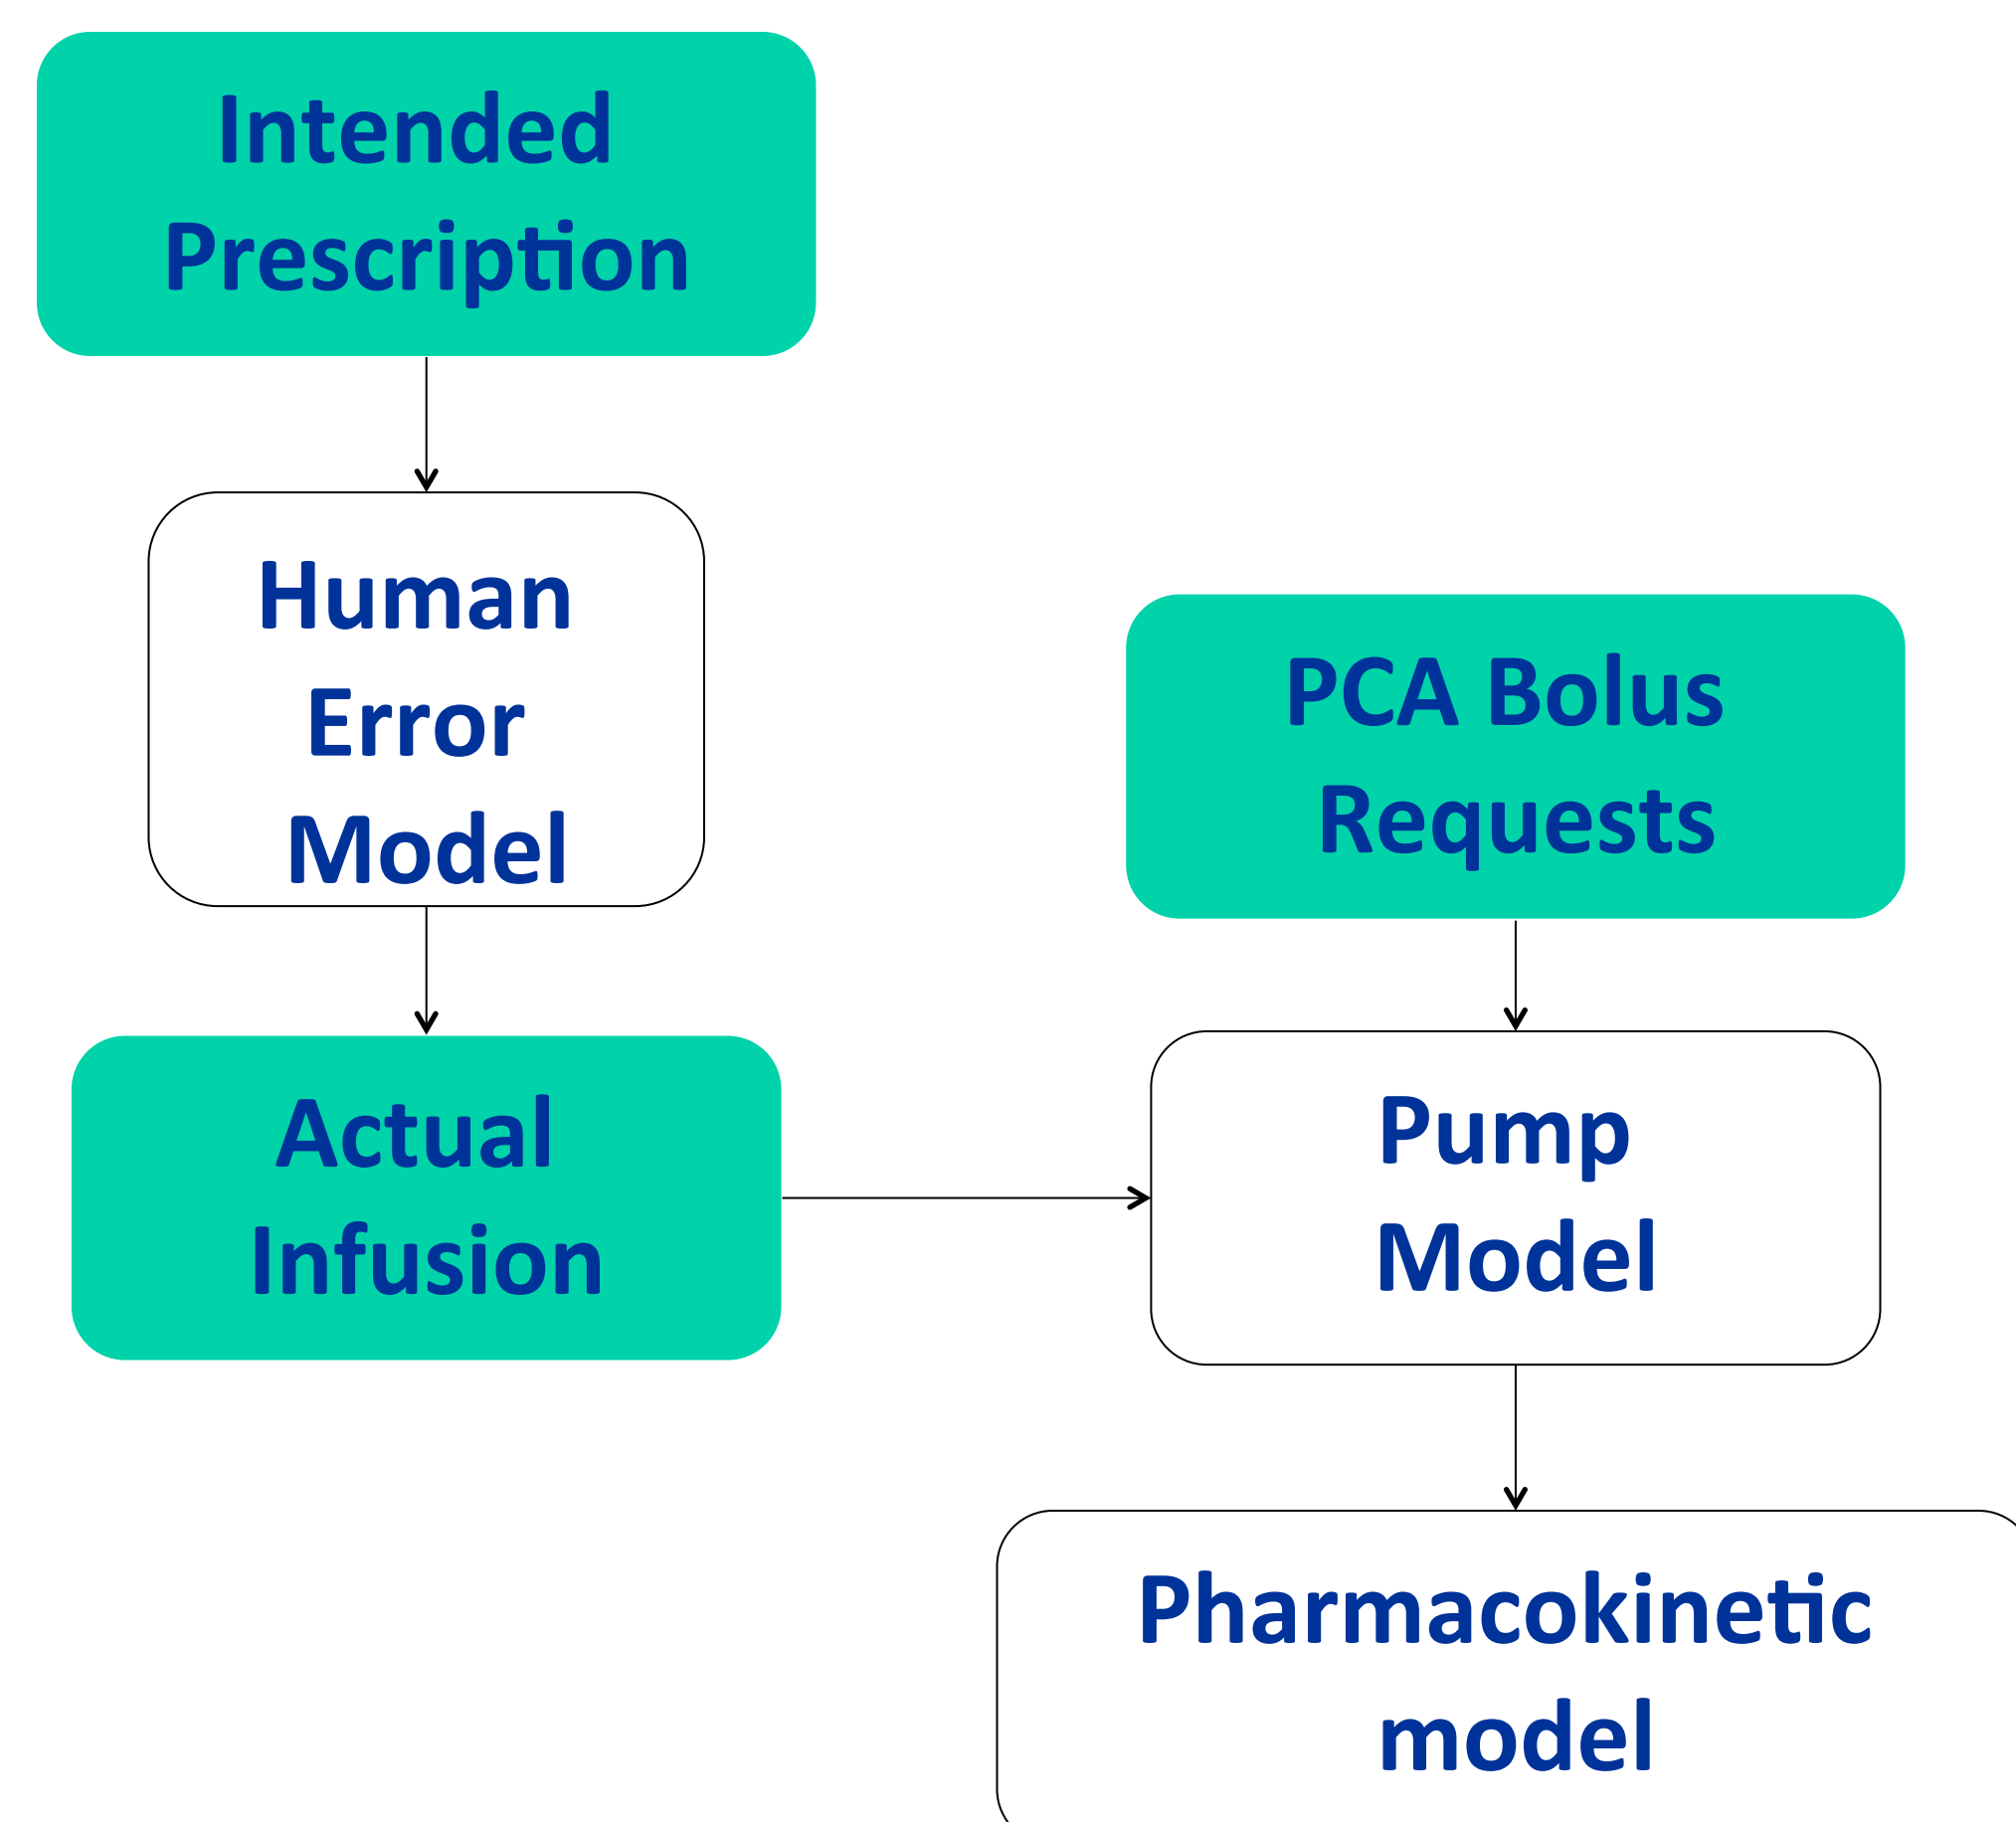 Intended
Prescription
Human
Error
Model
Actual
Infusion
PCA Bolus
Requests
Pump
Model
Pharmacokinetic
model